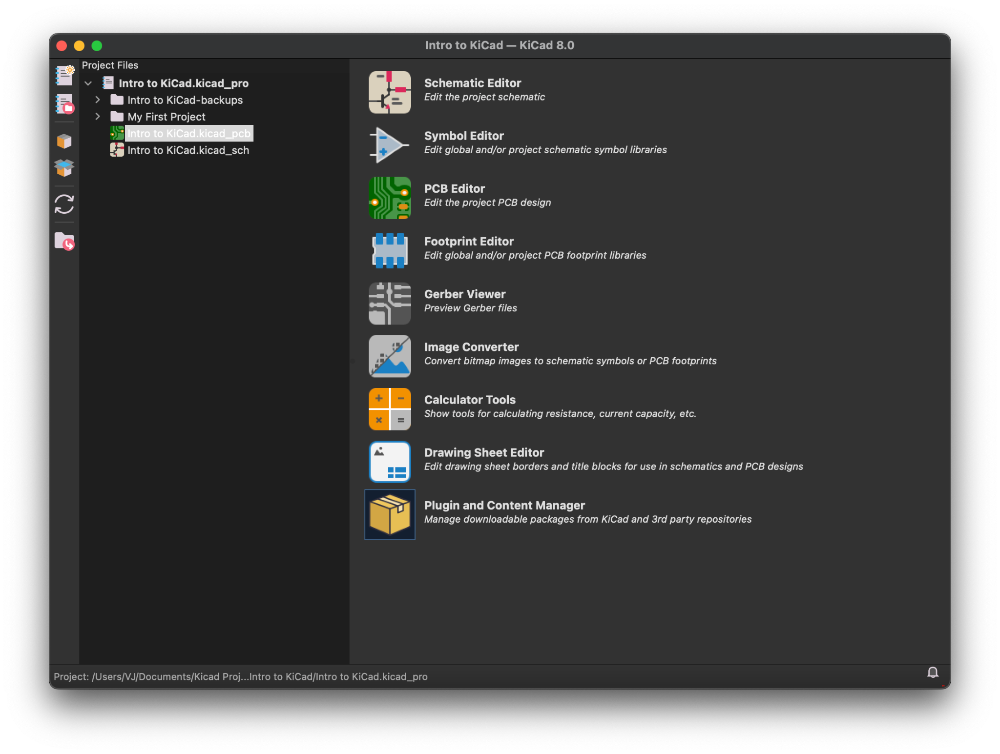 Intro to KiCad — KiCad 8.0
Project Files
Intro to KiCad.kicad_pro
Intro to KiCad-backups
My First Project
Intro to KiCad.kicad_pcb
Intro to KiCad.kicad_sch
Schematic Editor
Edit the project schematic
Symbol Editor
Edit global and/or project schematic symbol libraries
PCB Editor
Edit the project PCB design
Footprint Editor
Edit global and/or project PCB footprint libraries
Gerber Viewer
Preview Gerber files
Image Converter
Convert bitmap images to schematic symbols or PCB footprints
Calculator Tools
Show tools for calculating resistance, current capacity, etc.
Drawing Sheet Editor
Edit drawing sheet borders and title blocks for use in schematics and PCB designs
Plugin and Content Manager
Manage downloadable packages from KiCad and 3rd party repositories
Project: /Users/VJ/Documents/Kicad Proj...Intro to KiCad/Intro to KiCad.kicad_pro